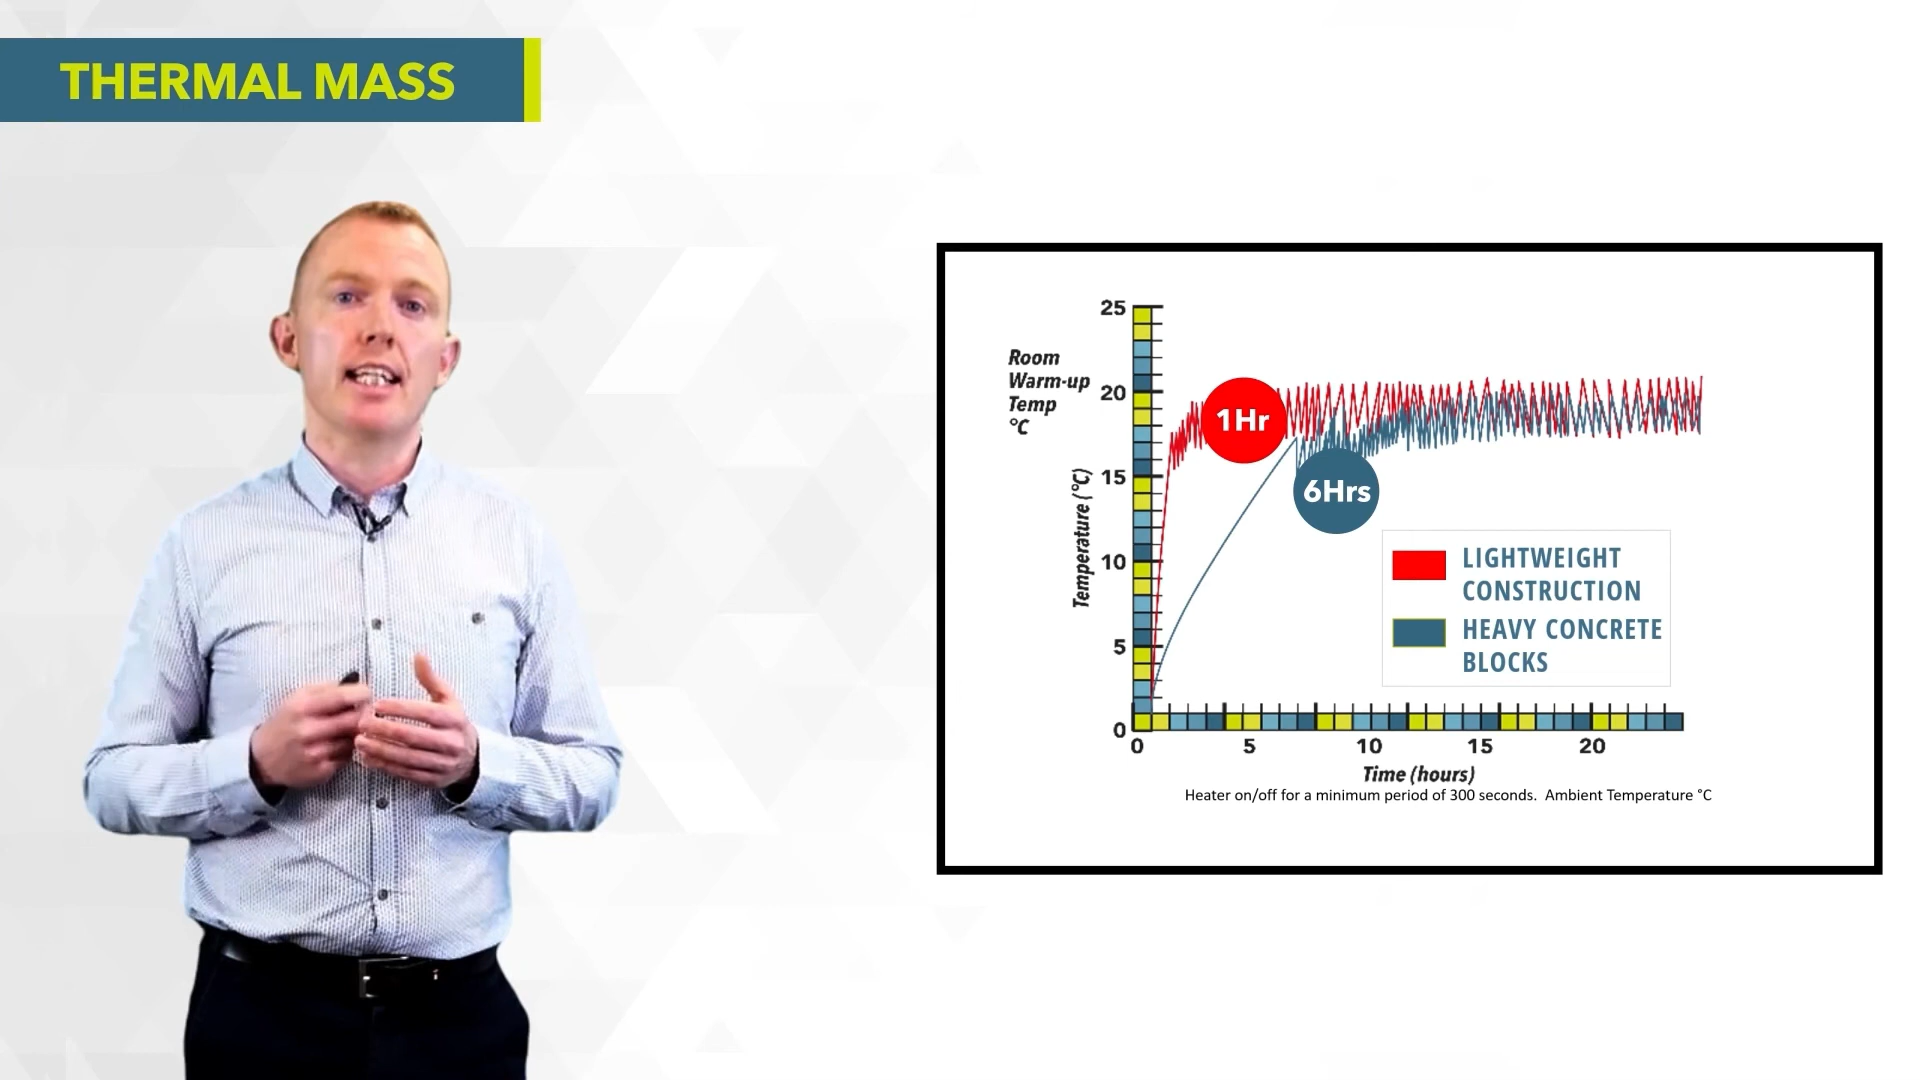 THERMAL MASS
25
Room
Warm-up
Temp
°C
20
1Hr
15
6Hrs
Temperature (°C)
10
LIGHTWEIGHT
CONSTRUCTION
HEAVY CONCRETE
BLOCKS
5
0
0 5 10 15 20
Time (hours)
Heater on/off for a minimum period of 300 seconds. Ambient Temperature °C